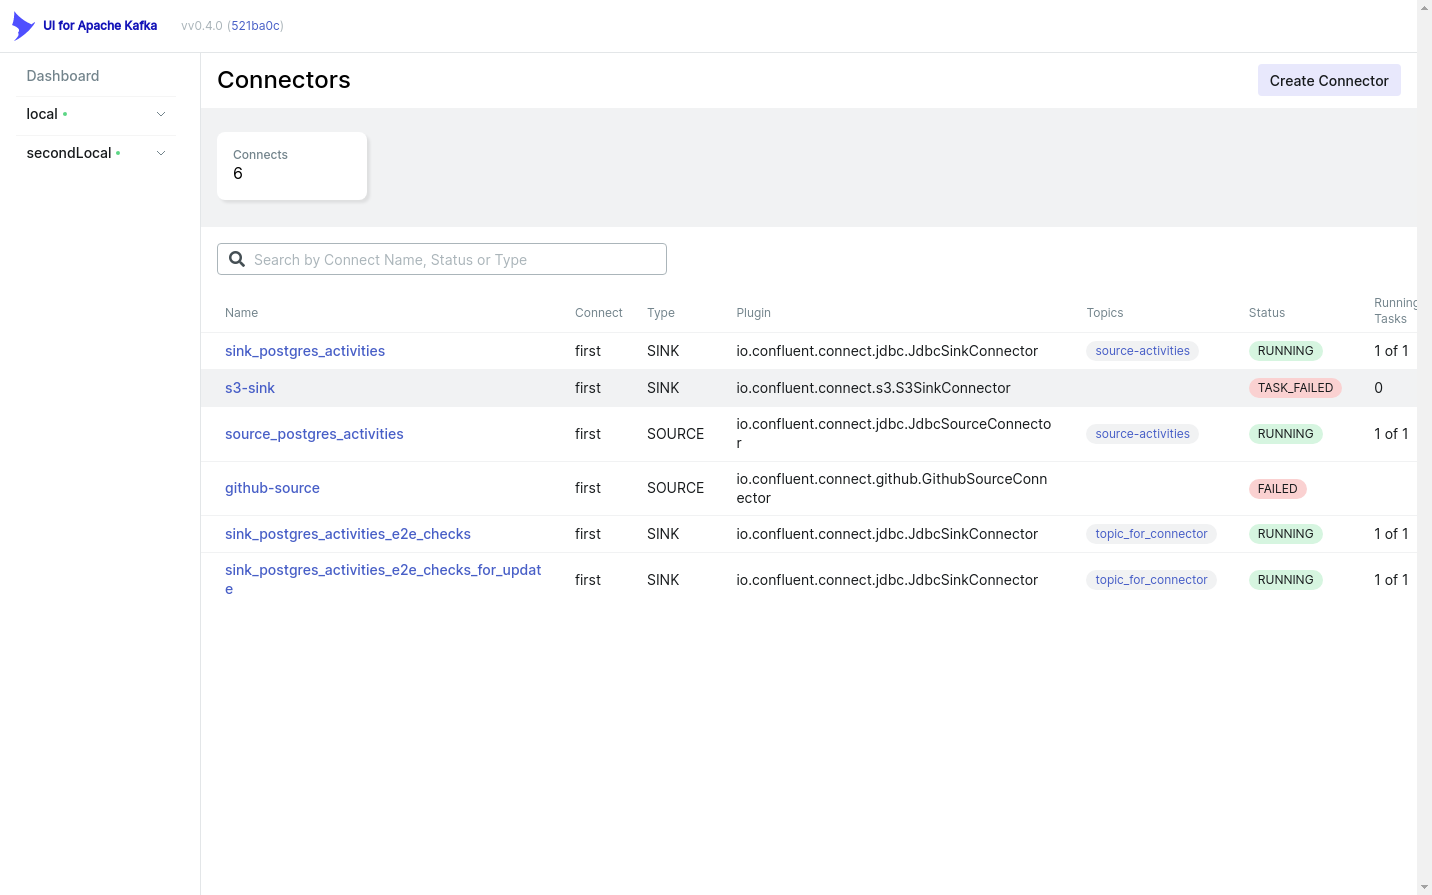 UI for Apache Kafka
vv0.4.0 (521ba0c)
Dashboard
local
secondLocal
Connectors
Create Connector
Connects
6
Search by Connect Name, Status or Type
Name Connect Type Plugin Topics Status Running
Tasks
sink_postgres_activities first SINK io.confluent.connect.jdbc.JdbcSinkConnector source-activities RUNNING 1 of 1
s3-sink first SINK io.confluent.connect.s3.S3SinkConnector TASK_FAILED 0
source_postgres_activities first SOURCE io.confluent.connect.jdbc.JdbcSourceConnecto
r source-activities RUNNING 1 of 1
github-source first SOURCE io.confluent.connect.github.GithubSourceConn
ector FAILED
sink_postgres_activities_e2e_checks first SINK io.confluent.connect.jdbc.JdbcSinkConnector topic_for_connector RUNNING 1 of 1
sink_postgres_activities_e2e_checks_for_updat
e first SINK io.confluent.connect.jdbc.JdbcSinkConnector topic_for_connector RUNNING 1 of 1